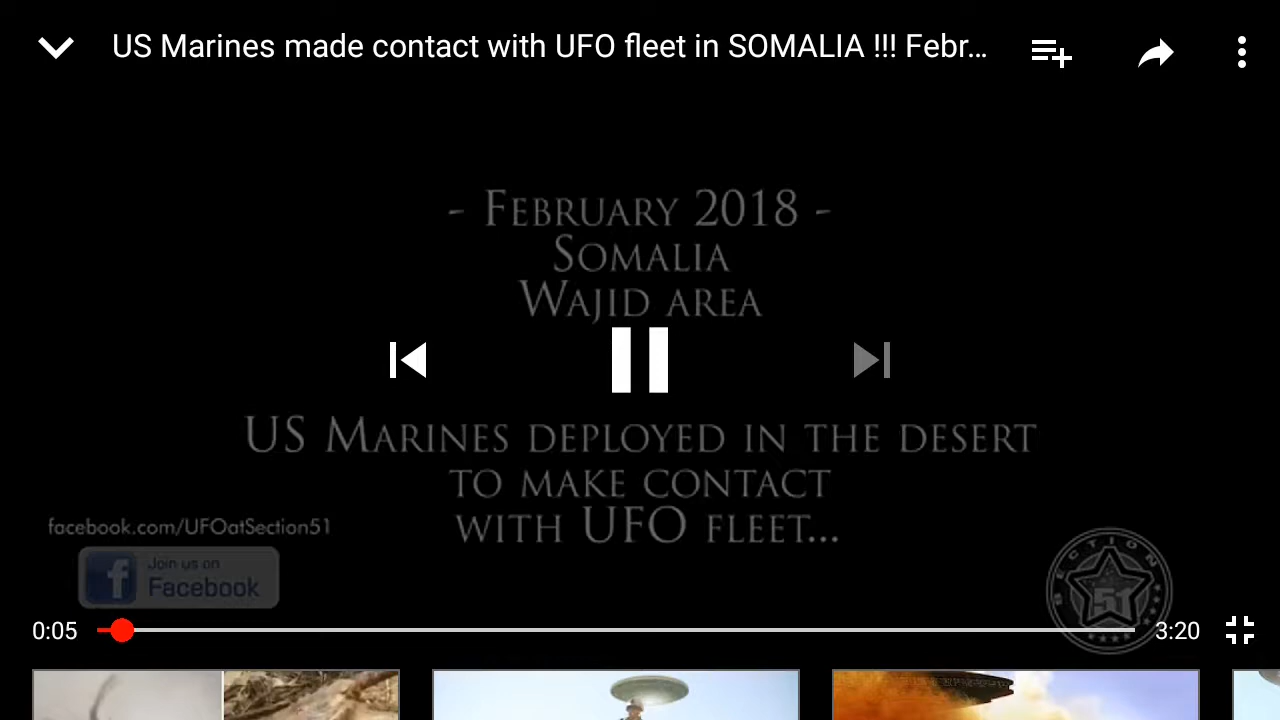 US Marines made contact with UFO fleet in SOMALIA !!! Febr...
- February 2018 -
Somalia
Wajid area
US Marines deployed in the desert
to make contact
with UFO fleet...
facebook.com/UFOatSection51
Join us on
Facebook
SECTION
51
0:05
3:20